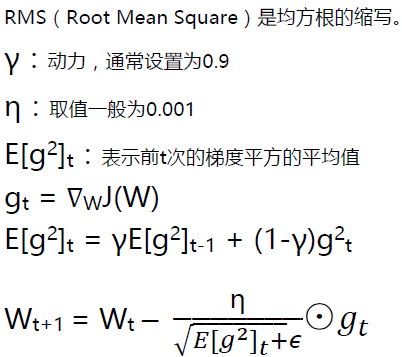 RMS（Root Mean Square）是均方根的缩写。
γ：动力，通常设置为0.9
η：取值一般为0.001
E[g²]ₜ：表示前t次的梯度平方的平均值
gₜ = ∇_W J(W)
E[g²]ₜ = γE[g²]ₜ₋₁ + (1-γ)g²ₜ
Wₜ₊₁ = Wₜ − η / √(E[g²]ₜ+ϵ) ⊙ gₜ